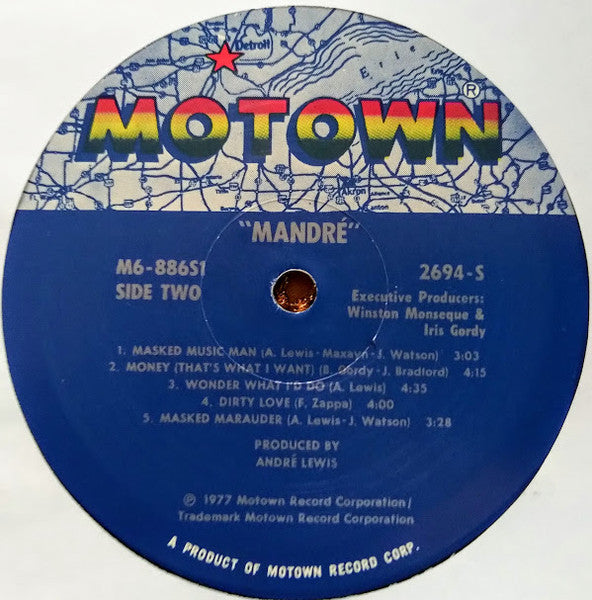 Detroit
Erie
MOTOWN®
Akron
"MANDRÉ"
M6-886S1
SIDE TWO
2694-S
Executive Producers:
Winston Monseque &
Iris Gordy
1. MASKED MUSIC MAN (A. Lewis-Maxayn-J. Watson) 3:03
2. MONEY (THAT'S WHAT I WANT) (B. Gordy-J. Bradford) 4:15
3. WONDER WHAT I'D DO (A. Lewis) 4:35
4. DIRTY LOVE (F. Zappa) 4:00
5. MASKED MARAUDER (A. Lewis-J. Watson) 3:28
PRODUCED BY
ANDRÉ LEWIS
℗ 1977 Motown Record Corporation/
Trademark Motown Record Corporation
A PRODUCT OF MOTOWN RECORD CORP.